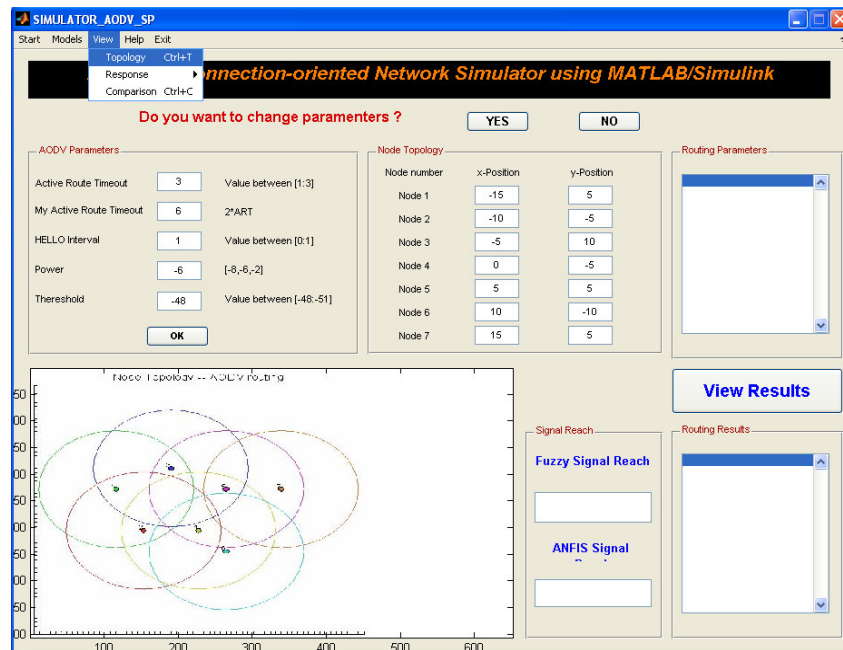 SIMULATOR_AODV_SP
Start Models View Help Exit
Topology Ctrl+T
Response
Comparison Ctrl+C
nnection-oriented Network Simulator using MATLAB/Simulink
Do you want to change paramenters ?
YES
NO
AODV Parameters
Active Route Timeout 3 Value between [1:3]
My Active Route Timeout 6 2*ART
HELLO Interval 1 Value between [0:1]
Power -6 [-8,-6,-2]
Thereshold -48 Value between [-48:-51]
OK
Node Topology
Node number x-Position y-Position
Node 1 -15 5
Node 2 -10 -5
Node 3 -5 10
Node 4 0 -5
Node 5 5 5
Node 6 10 -10
Node 7 15 5
Routing Parameters
View Results
Node Topology -- AODV routing
50
00
50
00
50
00
50
00
50
00
100 200 300 400 500 600
Signal Reach
Fuzzy Signal Reach
ANFIS Signal
Routing Results